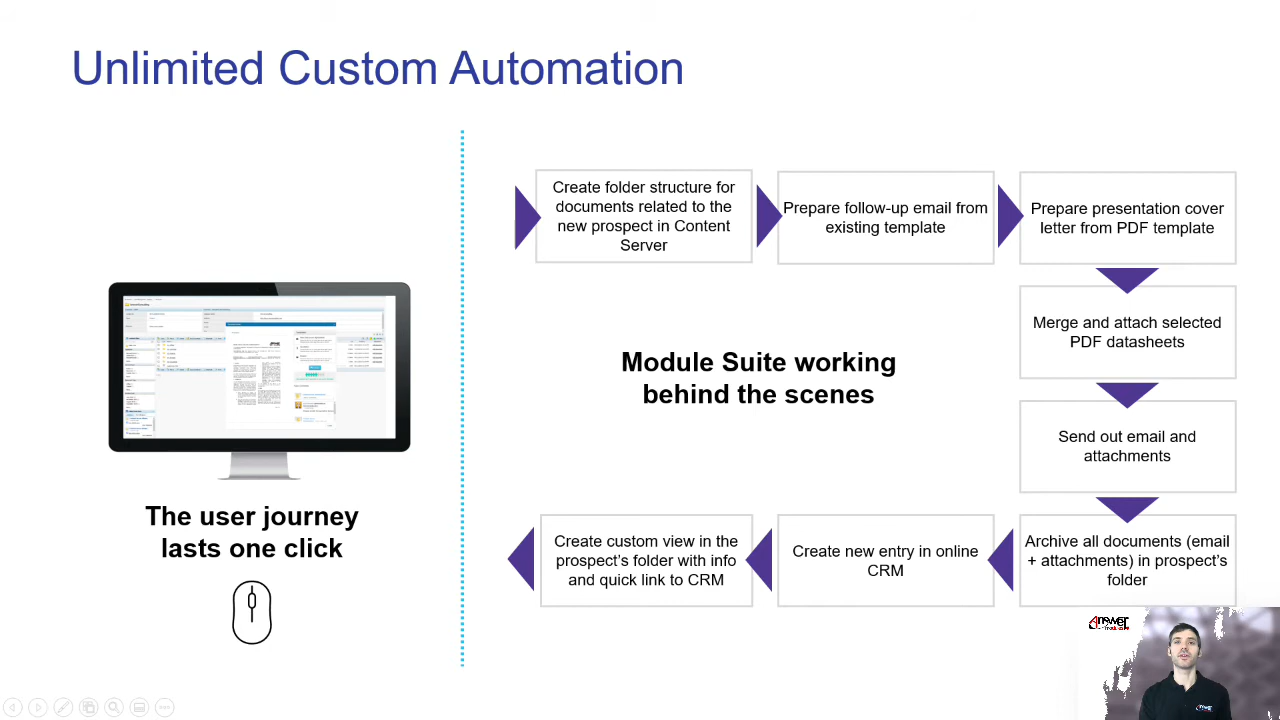 Unlimited Custom Automation
Create folder structure for
documents related to the
new prospect in Content
Server
Prepare follow-up email from
existing template
Prepare presentation cover
letter from PDF template
Merge and attach selected
PDF datasheets
Module Suite working
behind the scenes
Send out email and
attachments
The user journey
lasts one click
Create custom view in the
prospect's folder with info
and quick link to CRM
Create new entry in online
CRM
Archive all documents (email
+ attachments) in prospect's
folder
Answer